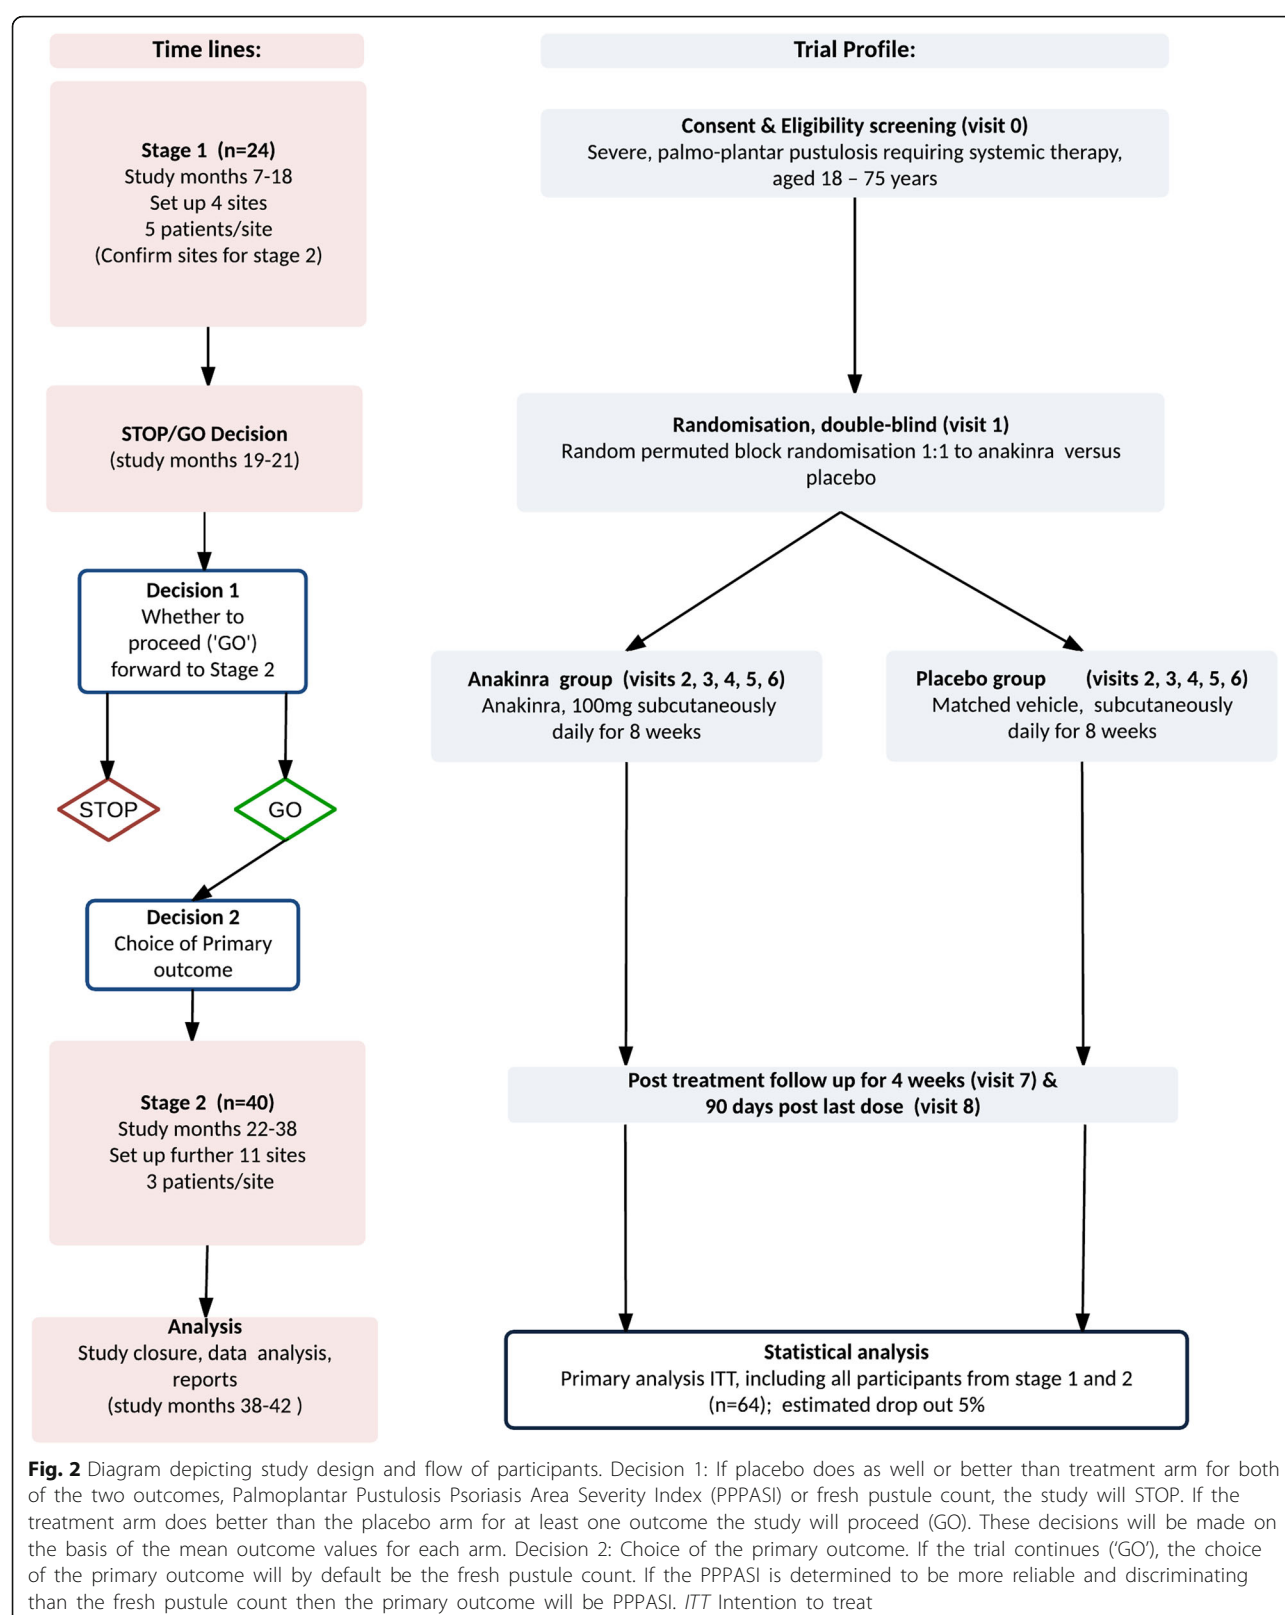 Time lines:
Stage 1 (n=24)
Study months 7-18
Set up 4 sites
5 patients/site
(Confirm sites for stage 2)
STOP/GO Decision
(study months 19-21)
Decision 1
Whether to
proceed ('GO')
forward to Stage 2
STOP
GO
Decision 2
Choice of Primary
outcome
Stage 2 (n=40)
Study months 22-38
Set up further 11 sites
3 patients/site
Analysis
Study closure, data analysis,
reports
(study months 38-42 )
Trial Profile:
Consent & Eligibility screening (visit 0)
Severe, palmo-plantar pustulosis requiring systemic therapy,
aged 18 – 75 years
Randomisation, double-blind (visit 1)
Random permuted block randomisation 1:1 to anakinra versus
placebo
Anakinra group (visits 2, 3, 4, 5, 6)
Anakinra, 100mg subcutaneously
daily for 8 weeks
Placebo group (visits 2, 3, 4, 5, 6)
Matched vehicle, subcutaneously
daily for 8 weeks
Post treatment follow up for 4 weeks (visit 7) &
90 days post last dose (visit 8)
Statistical analysis
Primary analysis ITT, including all participants from stage 1 and 2
(n=64); estimated drop out 5%
Fig. 2 Diagram depicting study design and flow of participants. Decision 1: If placebo does as well or better than treatment arm for both
of the two outcomes, Palmoplantar Pustulosis Psoriasis Area Severity Index (PPPASI) or fresh pustule count, the study will STOP. If the
treatment arm does better than the placebo arm for at least one outcome the study will proceed (GO). These decisions will be made on
the basis of the mean outcome values for each arm. Decision 2: Choice of the primary outcome. If the trial continues (‘GO’), the choice
of the primary outcome will by default be the fresh pustule count. If the PPPASI is determined to be more reliable and discriminating
than the fresh pustule count then the primary outcome will be PPPASI. ITT Intention to treat